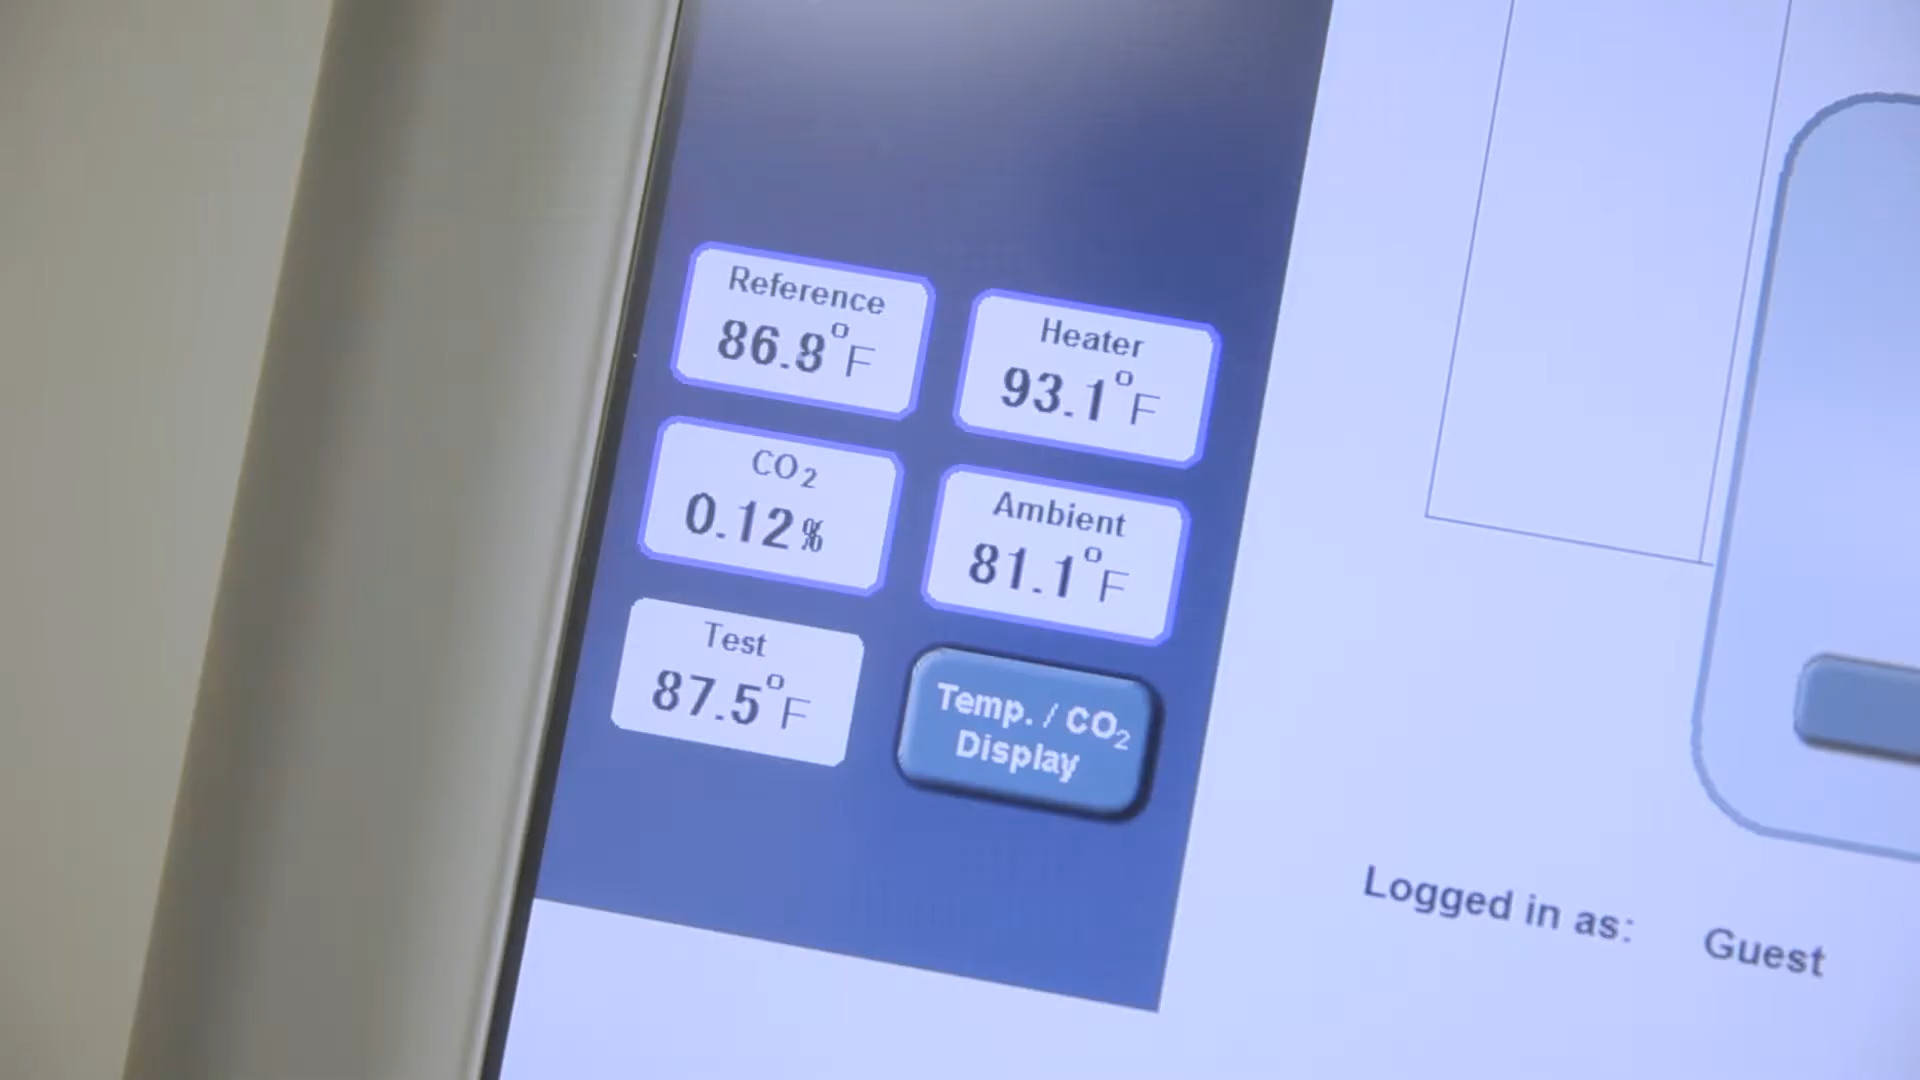 Reference
86.8°F
Heater
93.1°F
CO₂
0.12%
Ambient
81.1°F
Test
87.5°F
Temp. / CO₂
Display
Logged in as: Guest